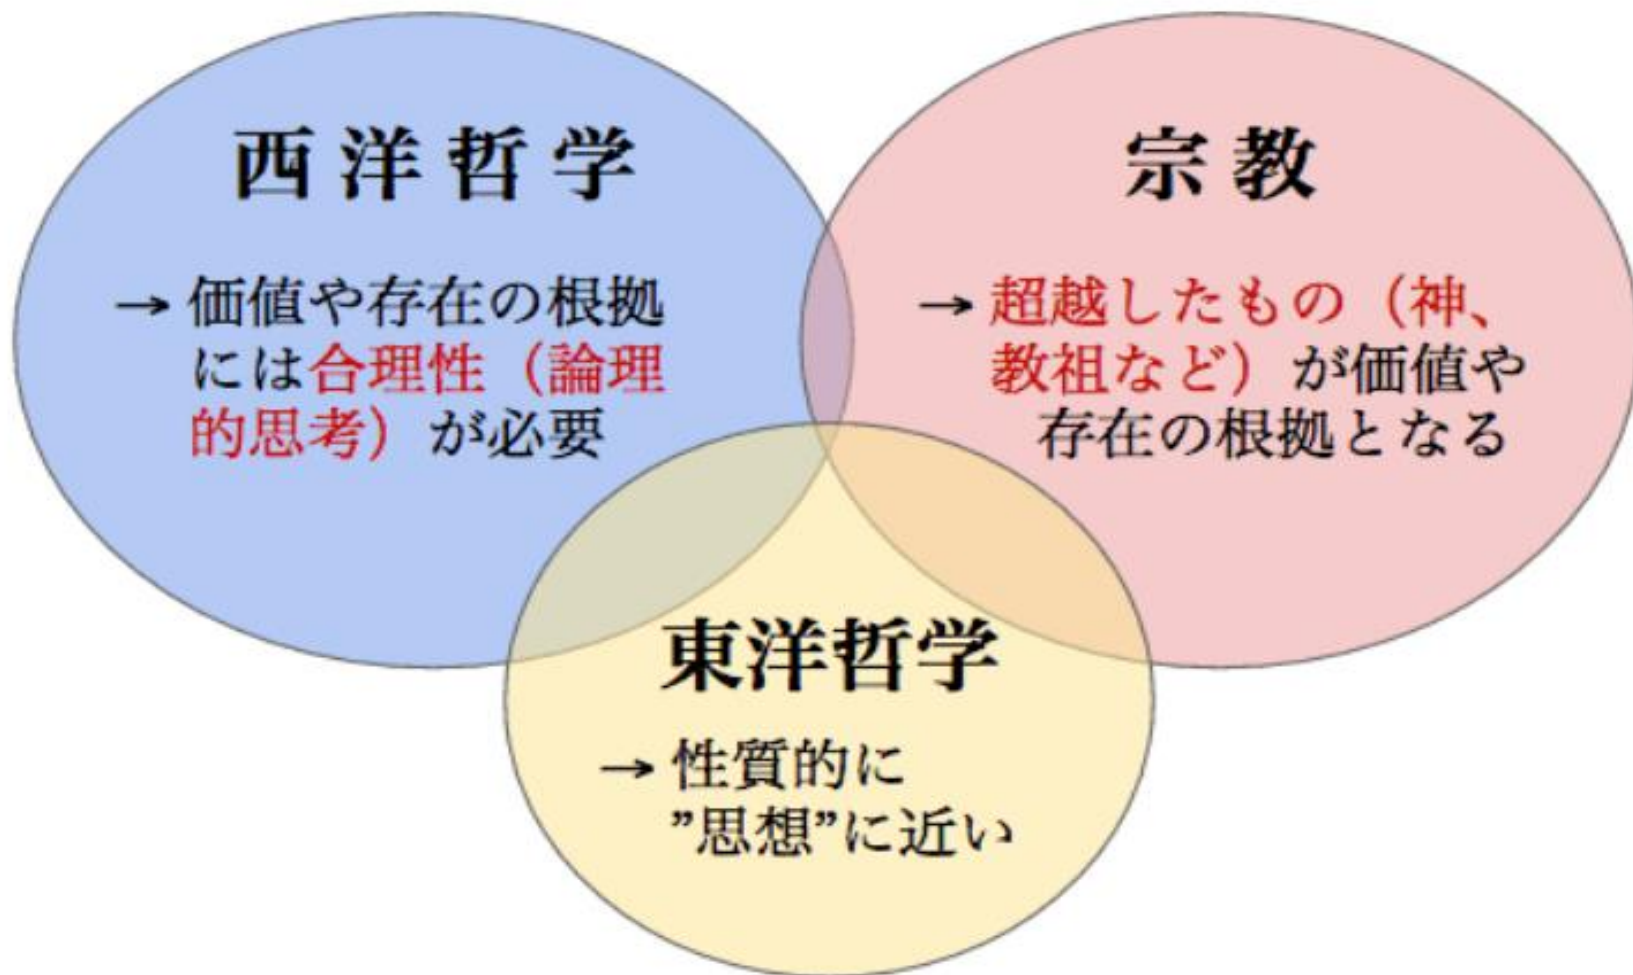 西洋哲学
→ 価値や存在の根拠
には合理性（論理
的思考）が必要
宗教
→ 超越したもの（神、
教祖など）が価値や
存在の根拠となる
東洋哲学
→ 性質的に
”思想”に近い